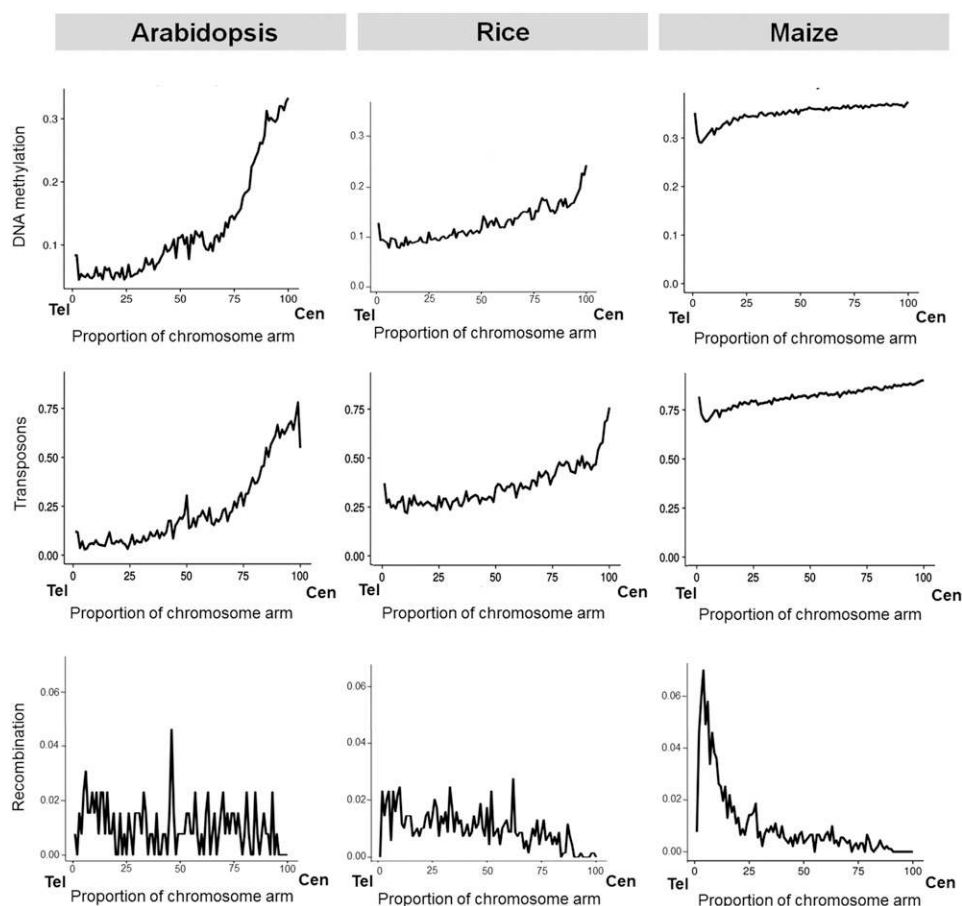 Arabidopsis Rice Maize
DNA methylation
0.3 0.2 0.1
0 25 50 75 100
Tel Cen
Proportion of chromosome arm
0.3 0.2 0.1 0.0
0 25 50 75 100
Tel Cen
Proportion of chromosome arm
0.3 0.2 0.1 0.0
0 25 50 75 100
Tel Cen
Proportion of chromosome arm
Transposons
0.75 0.50 0.25 0.00
0 25 50 75 100
Tel Cen
Proportion of chromosome arm
0.75 0.50 0.25 0.00
0 25 50 75 100
Tel Cen
Proportion of chromosome arm
0.75 0.50 0.25 0.00
0 25 50 75 100
Tel Cen
Proportion of chromosome arm
Recombination
0.06 0.04 0.02 0.00
0 25 50 75 100
Tel Cen
Proportion of chromosome arm
0.06 0.04 0.02 0.00
0 25 50 75 100
Tel Cen
Proportion of chromosome arm
0.06 0.04 0.02 0.00
0 25 50 75 100
Tel Cen
Proportion of chromosome arm